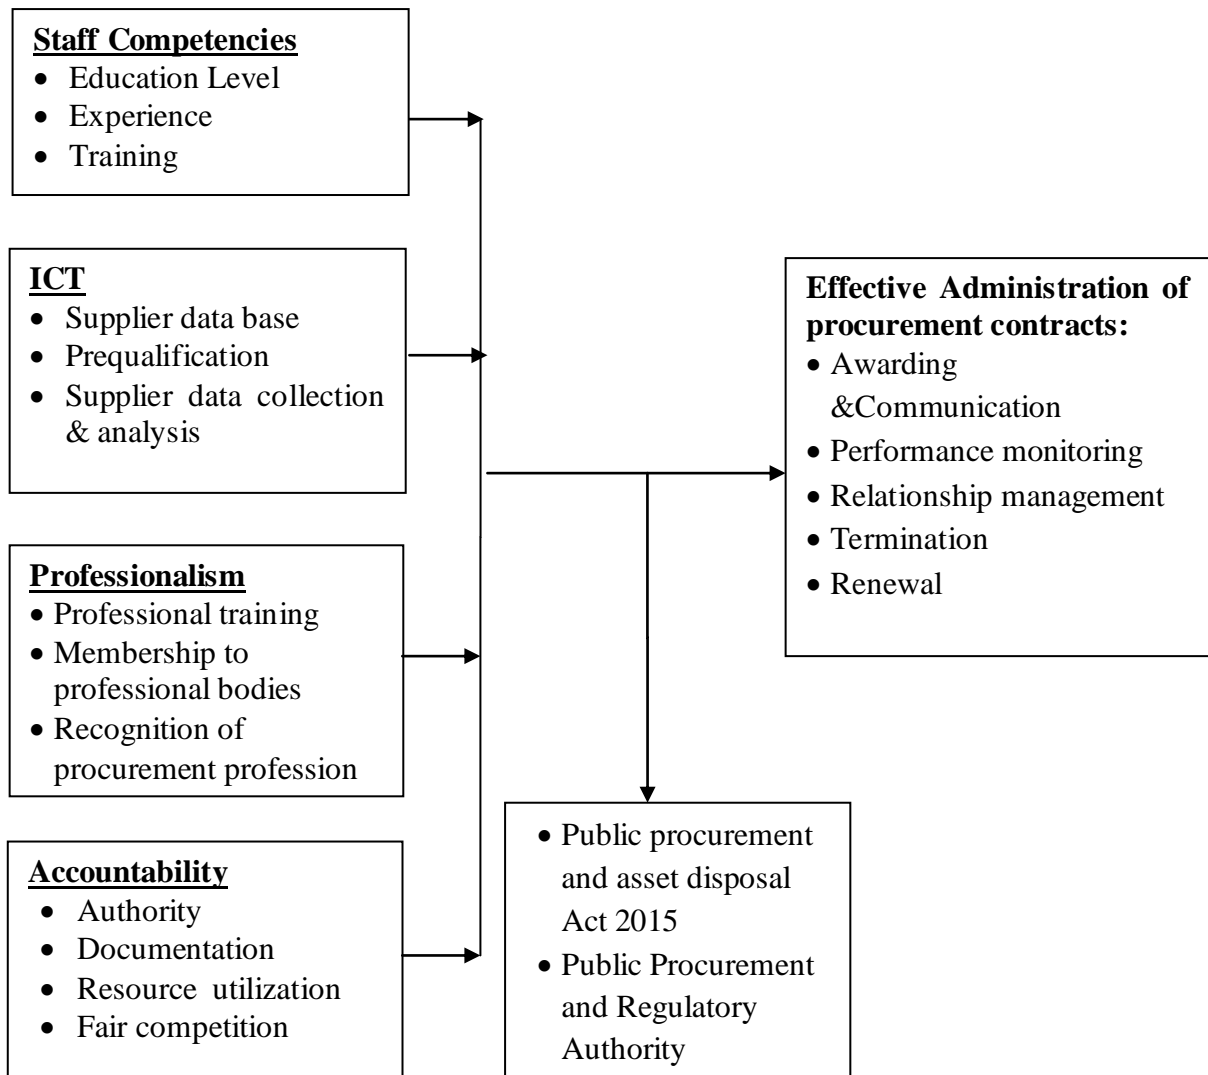 Staff Competencies
• Education Level
• Experience
• Training
ICT
• Supplier data base
• Prequalification
• Supplier data collection
& analysis
Professionalism
• Professional training
• Membership to
professional bodies
• Recognition of
procurement profession
Accountability
• Authority
• Documentation
• Resource utilization
• Fair competition
Effective Administration of
procurement contracts:
• Awarding
&Communication
• Performance monitoring
• Relationship management
• Termination
• Renewal
• Public procurement
and asset disposal
Act 2015
• Public Procurement
and Regulatory
Authority